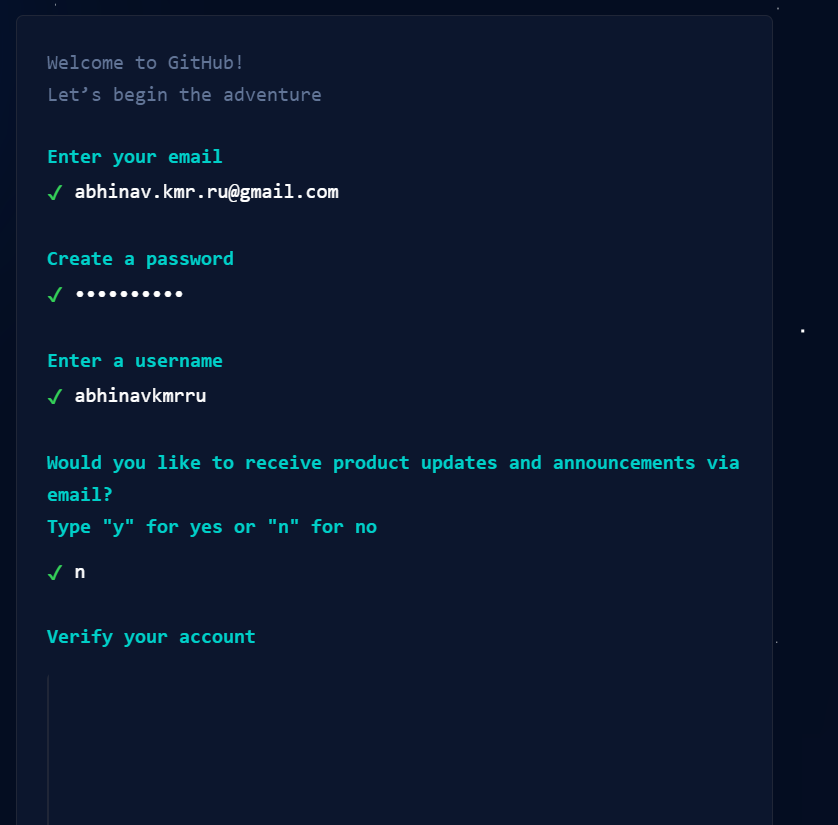 Welcome to GitHub!
Let’s begin the adventure
Enter your email
✓ abhinav.kmr.ru@gmail.com
Create a password
✓ ••••••••••
Enter a username
✓ abhinavkmrru
Would you like to receive product updates and announcements via
email?
Type "y" for yes or "n" for no
✓ n
Verify your account